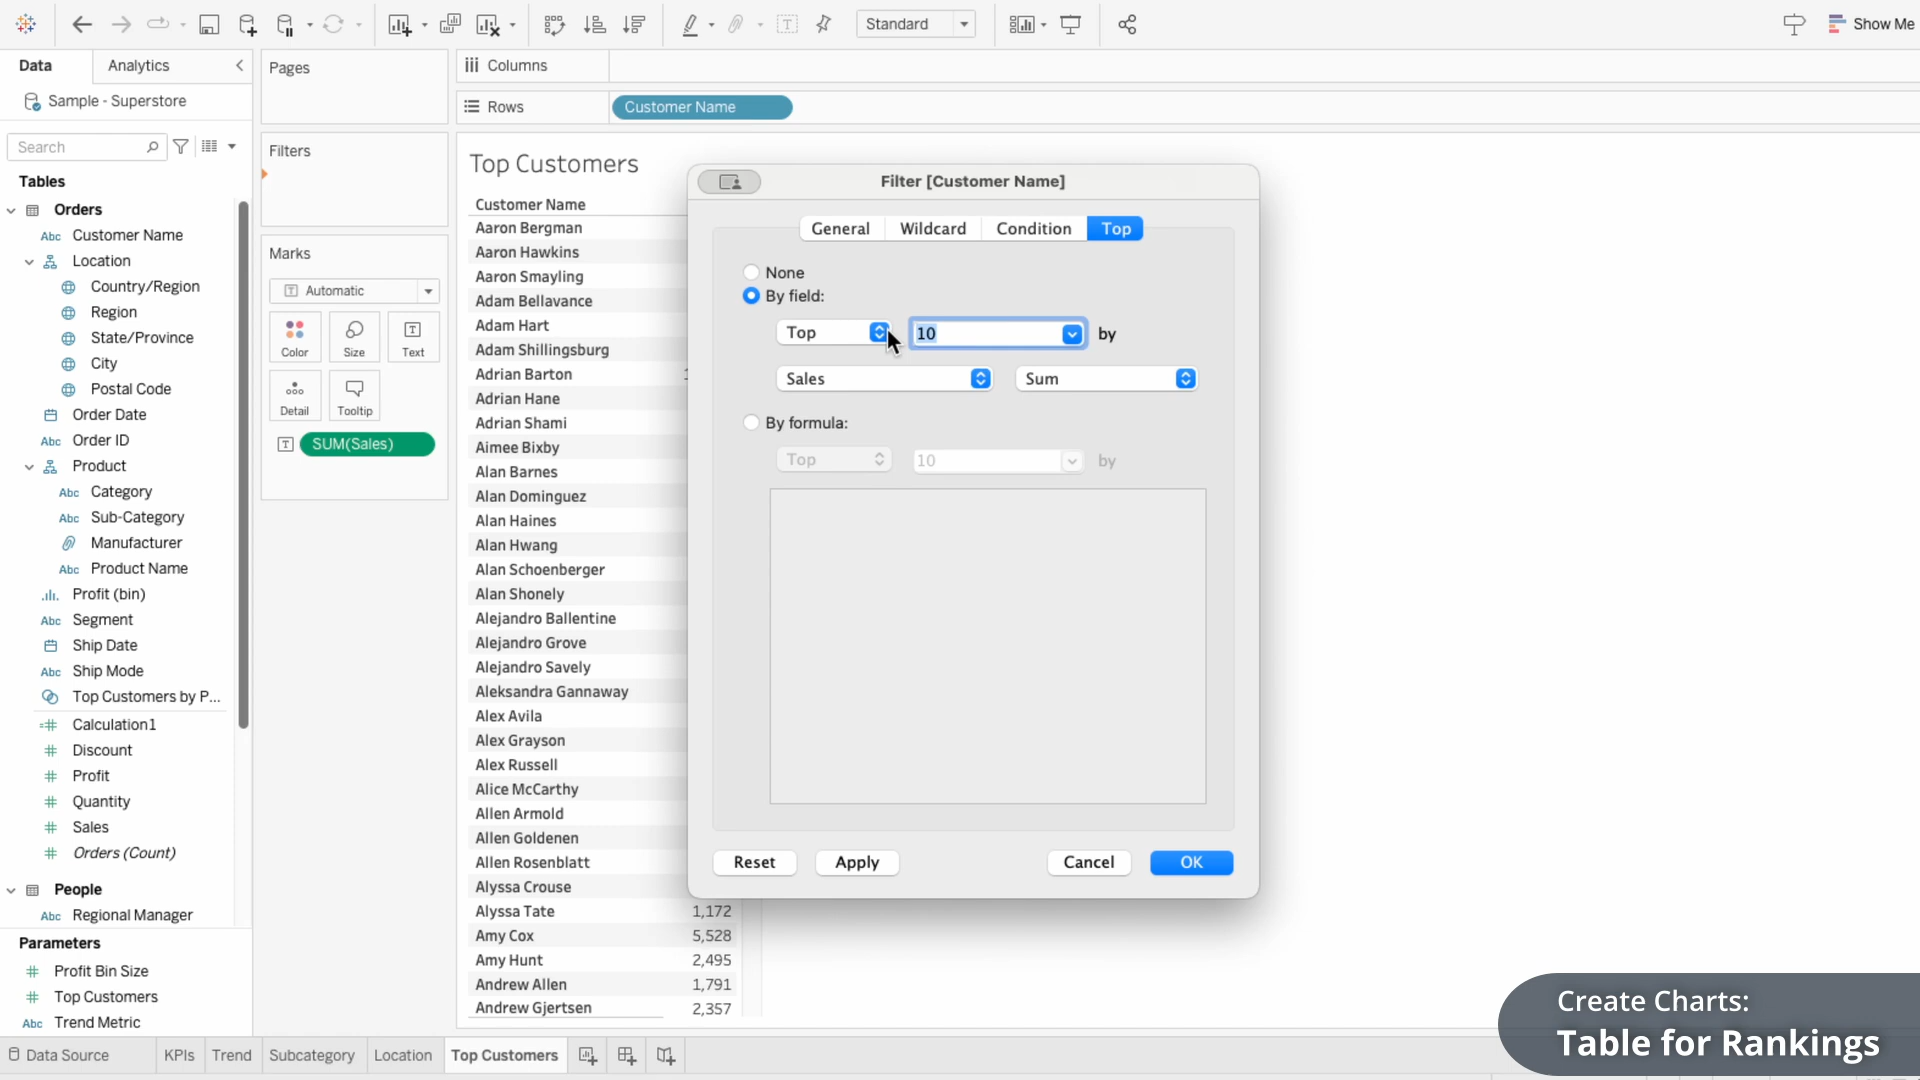 Standard
Show Me
Data
Analytics
Pages
Columns
Sample - Superstore
Rows
Customer Name
Search
Filters
Tables
Orders
Abc Customer Name
Location
Country/Region
Region
State/Province
City
Postal Code
Order Date
Abc Order ID
Product
Abc Category
Abc Sub-Category
Manufacturer
Abc Product Name
Profit (bin)
Abc Segment
Ship Date
Abc Ship Mode
Top Customers by P...
Calculation1
Discount
Profit
Quantity
Sales
Orders (Count)
People
Abc Regional Manager
Parameters
Profit Bin Size
Top Customers
Abc Trend Metric
Marks
Automatic
Color
Size
Text
Detail
Tooltip
SUM(Sales)
Top Customers
Customer Name
Aaron Bergman
Aaron Hawkins
Aaron Smayling
Adam Bellavance
Adam Hart
Adam Shillingsburg
Adrian Barton
Adrian Hane
Adrian Shami
Aimee Bixby
Alan Barnes
Alan Dominguez
Alan Haines
Alan Hwang
Alan Schoenberger
Alan Shonely
Alejandro Ballentine
Alejandro Grove
Alejandro Savely
Aleksandra Gannaway
Alex Avila
Alex Grayson
Alex Russell
Alice McCarthy
Allen Arnold
Allen Goldenen
Allen Rosenblatt
Alyssa Crouse
Alyssa Tate 1,172
Amy Cox 5,528
Amy Hunt 2,495
Andrew Allen 1,791
Andrew Gjertsen 2,357
Filter [Customer Name]
General
Wildcard
Condition
Top
None
By field:
Top
10
by
Sales
Sum
By formula:
Top
10
by
Reset
Apply
Cancel
OK
Create Charts:
Table for Rankings
Data Source
KPIs
Trend
Subcategory
Location
Top Customers